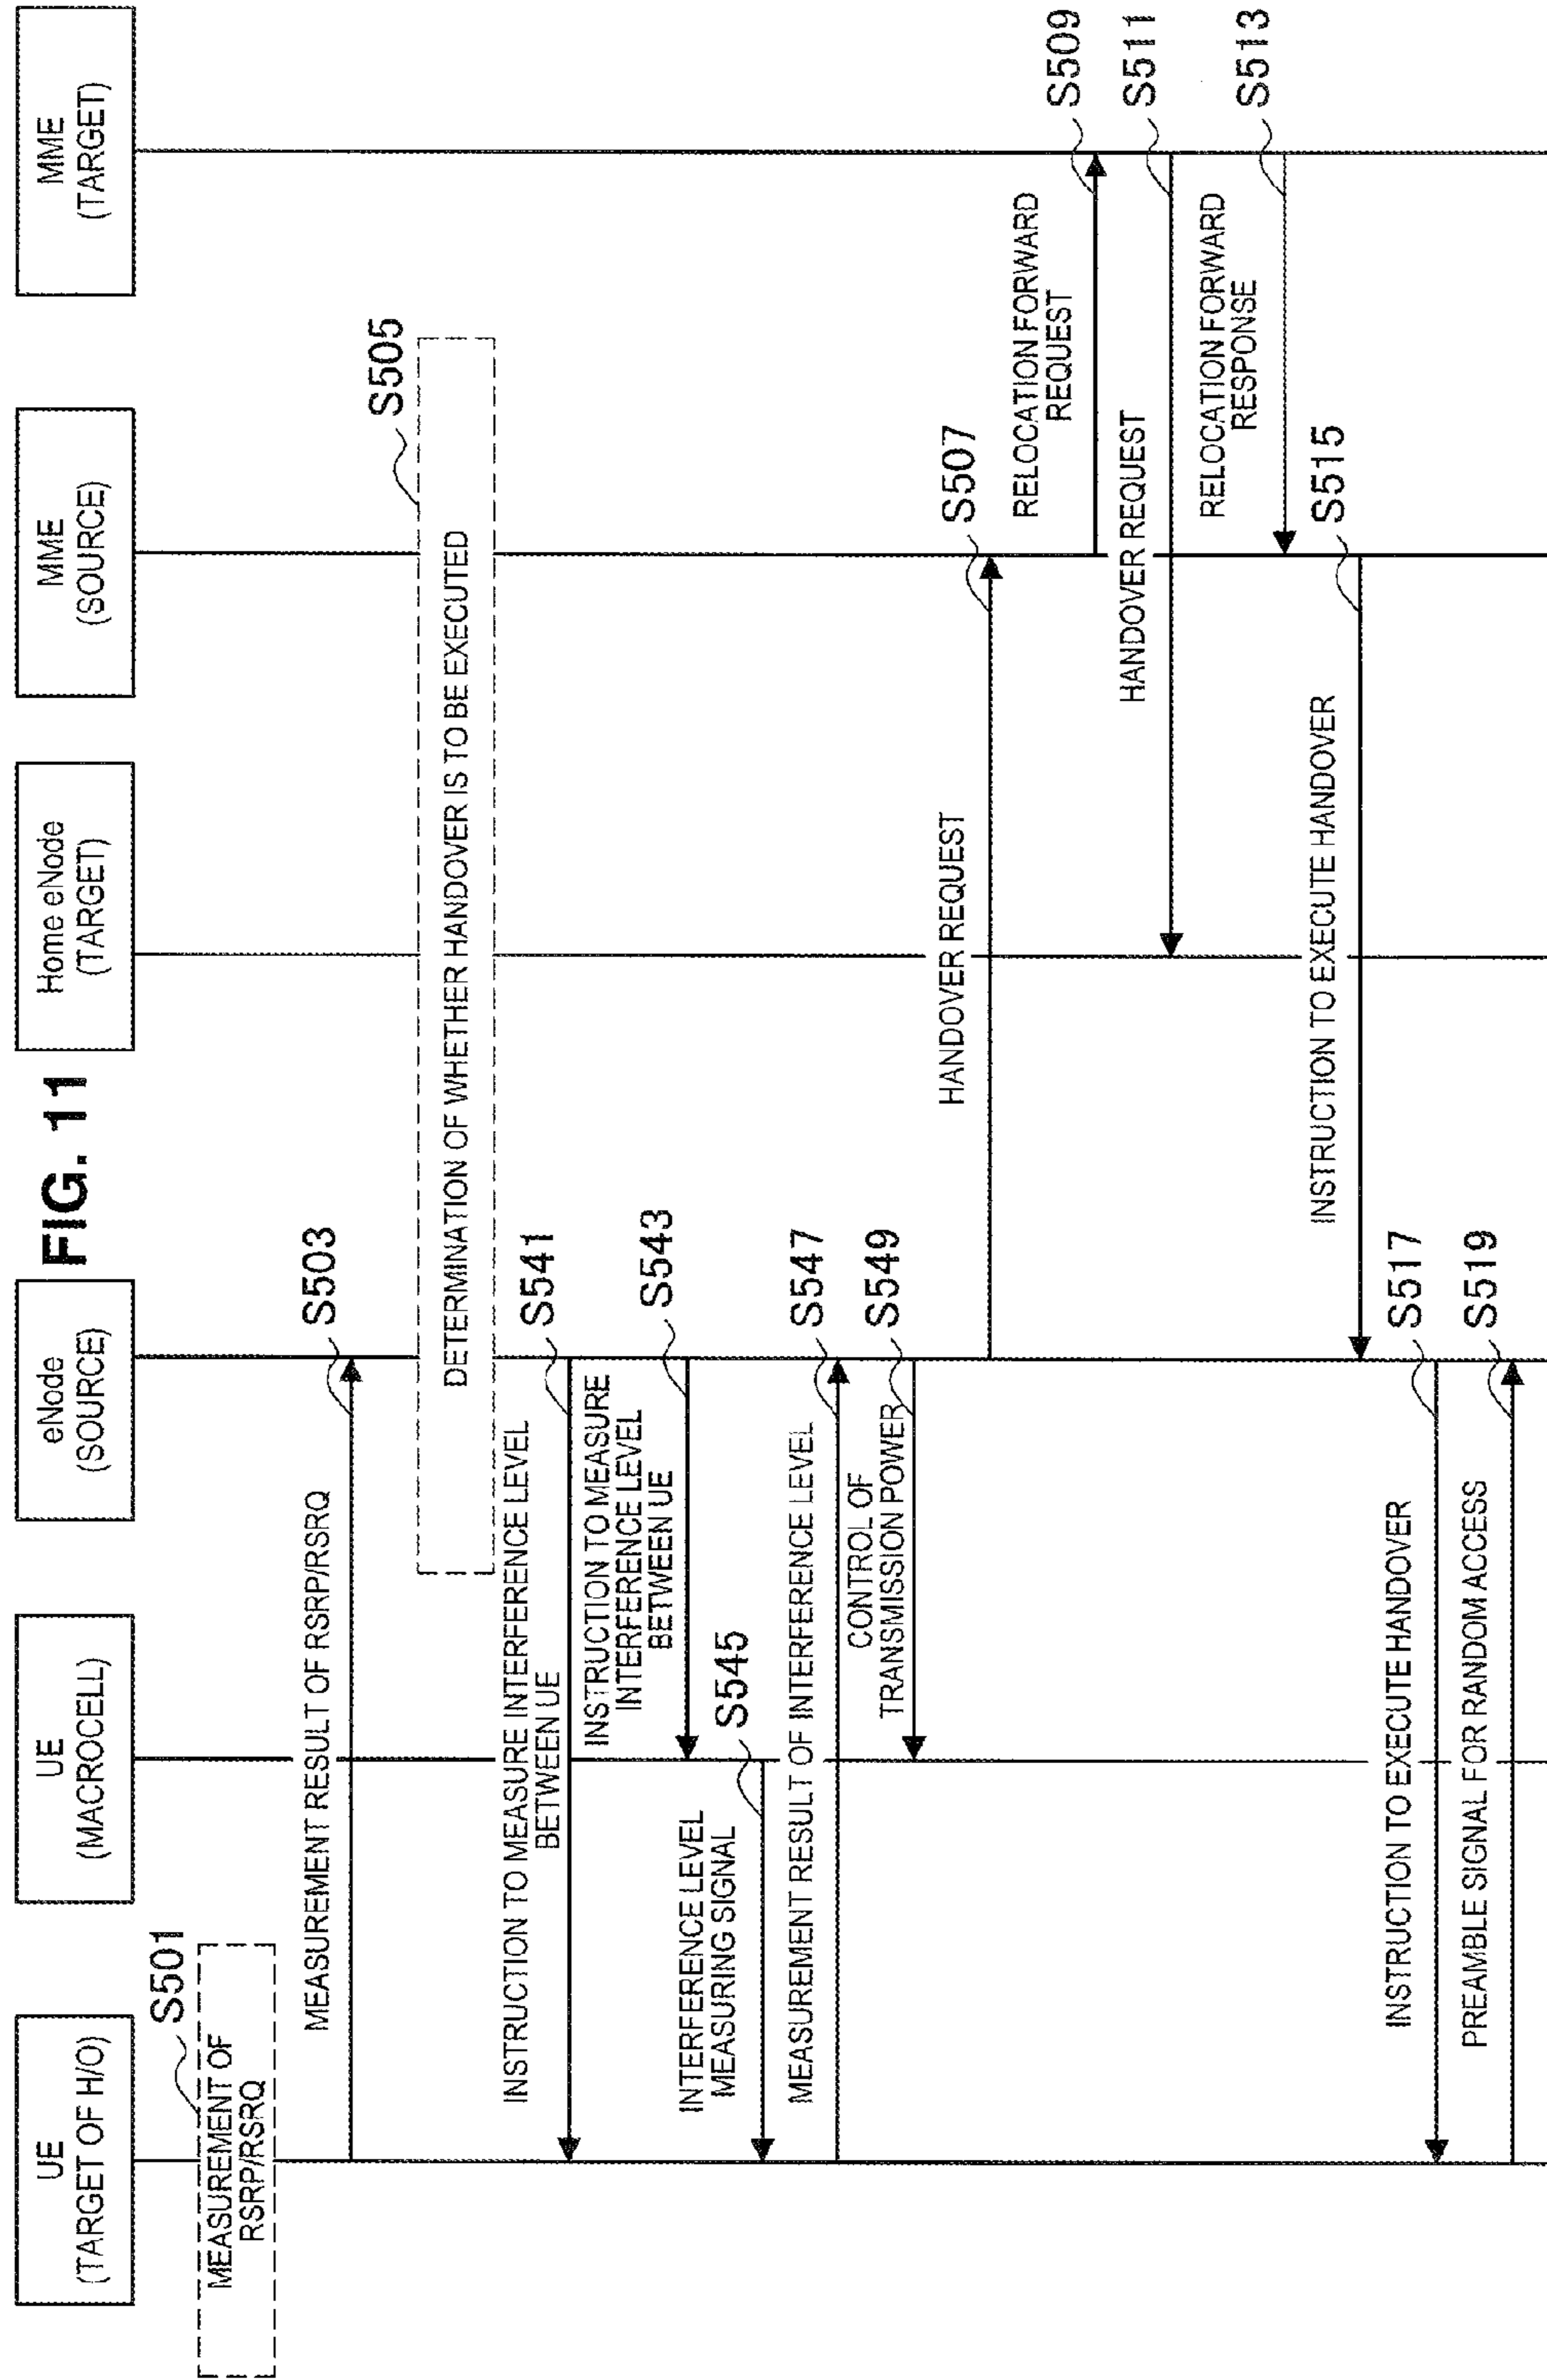 FIG. 11
UE
(TARGET OF H/O)
UE
(MACROCELL)
eNode
(SOURCE)
Home eNode
(TARGET)
MME
(SOURCE)
MME
(TARGET)
S501
MEASUREMENT OF
RSRP/RSRQ
MEASUREMENT RESULT OF RSRP/RSRQ
S503
S505
DETERMINATION OF WHETHER HANDOVER IS TO BE EXECUTED
INSTRUCTION TO MEASURE INTERFERENCE LEVEL
BETWEEN UE
S541
INSTRUCTION TO MEASURE
INTERFERENCE LEVEL
BETWEEN UE
S543
INTERFERENCE LEVEL
MEASURING SIGNAL
S545
MEASUREMENT RESULT OF INTERFERENCE LEVEL
S547
CONTROL OF
TRANSMISSION POWER
S549
HANDOVER REQUEST
S507
RELOCATION FORWARD
REQUEST
S509
HANDOVER REQUEST
S511
RELOCATION FORWARD
RESPONSE
S513
INSTRUCTION TO EXECUTE HANDOVER
S515
INSTRUCTION TO EXECUTE HANDOVER
S517
PREAMBLE SIGNAL FOR RANDOM ACCESS
S519